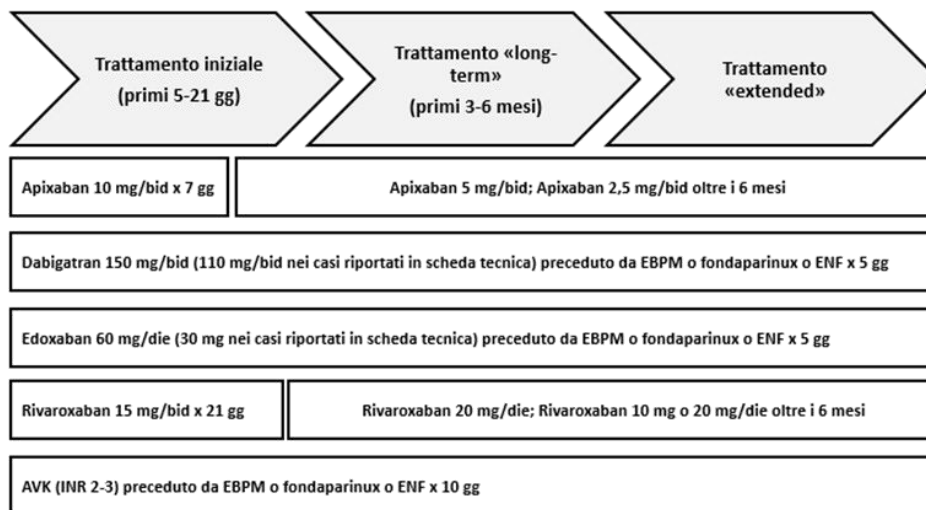 Trattamento iniziale
(primi 5-21 gg)
Trattamento «long-
term»
(primi 3-6 mesi)
Trattamento
«extended»
Apixaban 10 mg/bid x 7 gg
Apixaban 5 mg/bid; Apixaban 2,5 mg/bid oltre i 6 mesi
Dabigatran 150 mg/bid (110 mg/bid nei casi riportati in scheda tecnica) preceduto da EBPM o fondaparinux o ENF x 5 gg
Edoxaban 60 mg/die (30 mg nei casi riportati in scheda tecnica) preceduto da EBPM o fondaparinux o ENF x 5 gg
Rivaroxaban 15 mg/bid x 21 gg
Rivaroxaban 20 mg/die; Rivaroxaban 10 mg o 20 mg/die oltre i 6 mesi
AVK (INR 2-3) preceduto da EBPM o fondaparinux o ENF x 10 gg